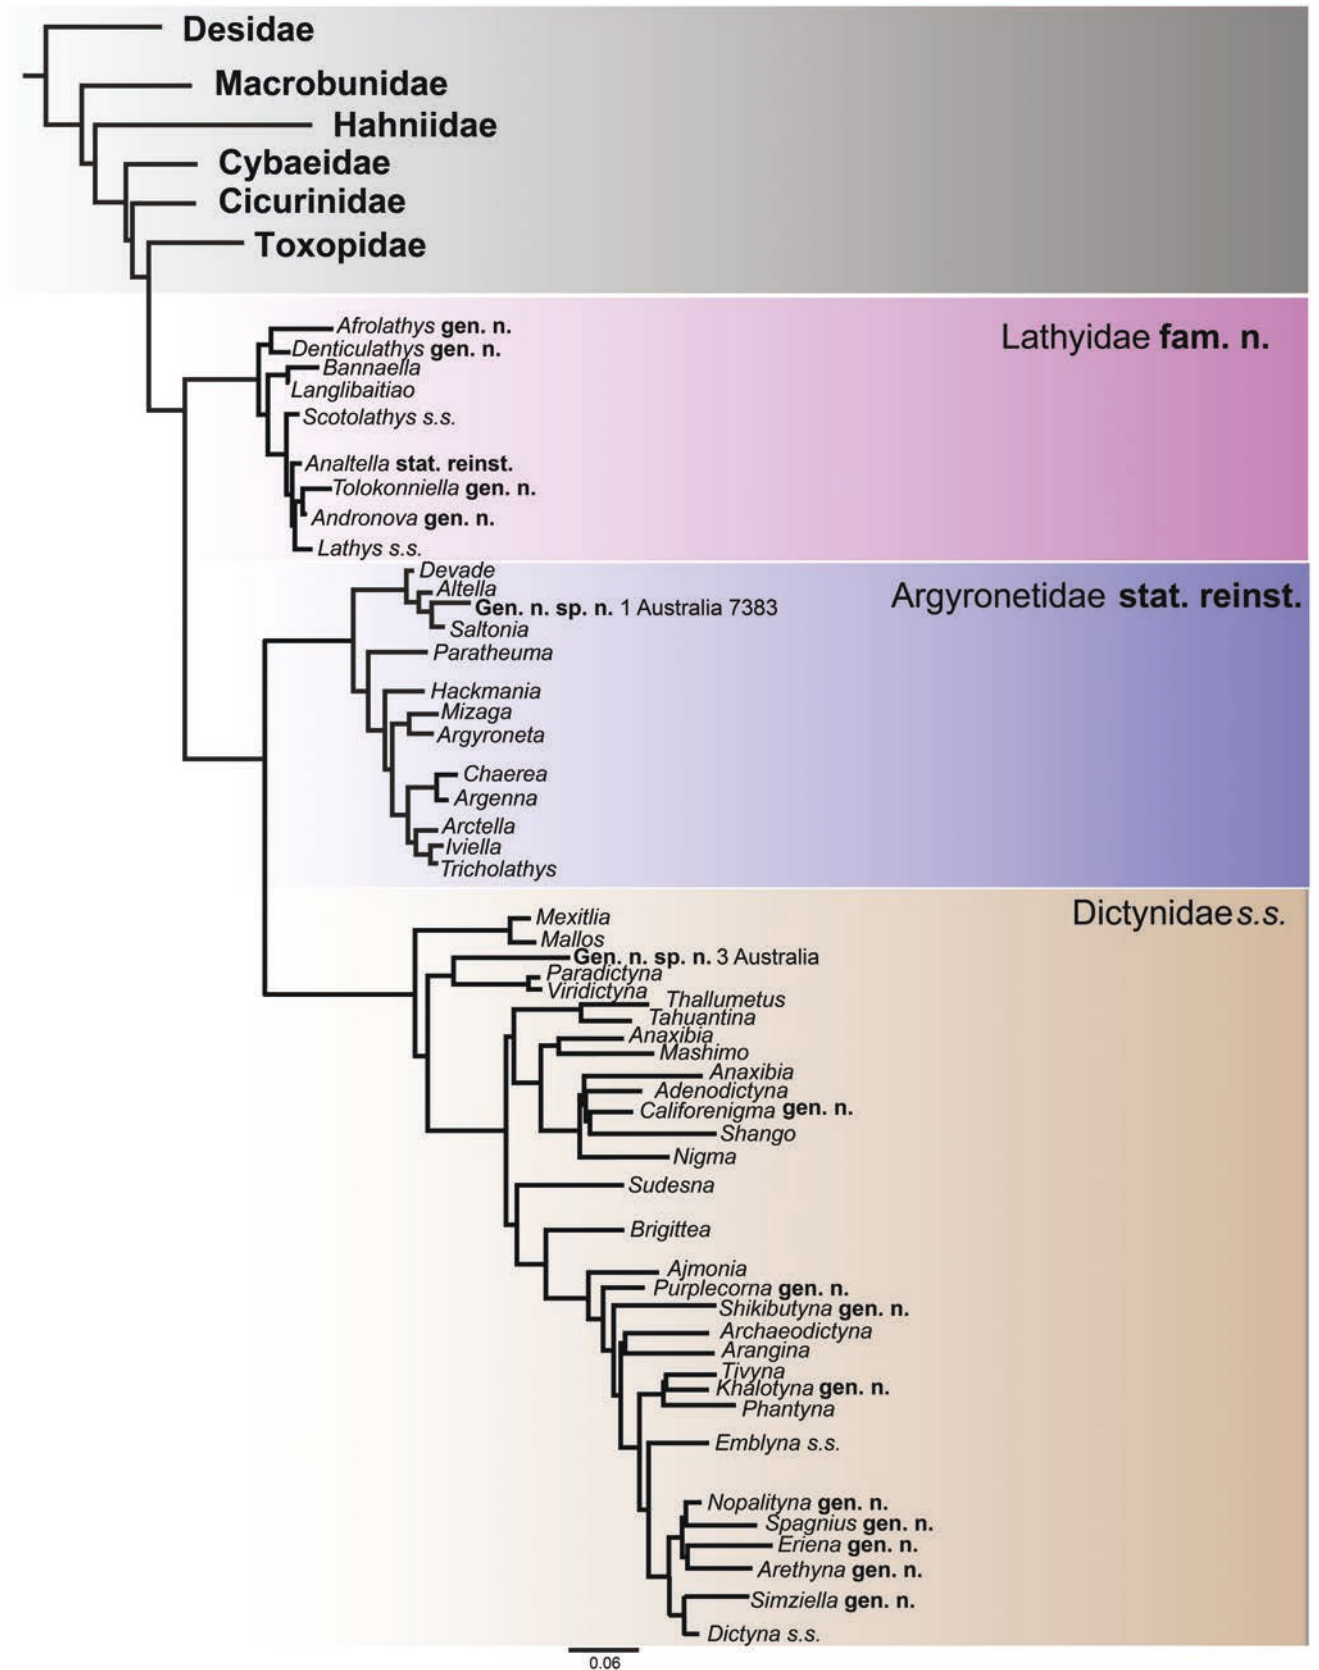 Desidae
Macrobunidae
Hahniidae
Cybaeidae
Cicurinidae
Toxopidae
Lathyidae fam. n.
Afrolathys gen. n.
Denticulathys gen. n.
Bannaella
Langlibaitiao
Scotolathys s.s.
Analtella stat. reinst.
Tolokonniella gen. n.
Andronova gen. n.
Lathys s.s.
Argyronetidae stat. reinst.
Devade
Altella
Gen. n. sp. n. 1 Australia 7383
Saltonia
Paratheuma
Hackmania
Mizaga
Argyroneta
Chaerea
Argenna
Arctella
Iviella
Tricholathys
Dictynidae s.s.
Mexitlia
Mallos
Gen. n. sp. n. 3 Australia
Paradictyna
Viridictyna
Thallumetus
Tahuantina
Anaxibia
Mashimo
Anaxibia
Adenodictyna
Califorenigma gen. n.
Shango
Nigma
Sudesna
Brigittea
Ajmonia
Purplecorna gen. n.
Shikibutyna gen. n.
Archaeodictyna
Arangina
Tivyna
Khalotyna gen. n.
Phantyna
Emblyna s.s.
Nopalityna gen. n.
Spagnius gen. n.
Eriena gen. n.
Arethyna gen. n.
Simziella gen. n.
Dictyna s.s.
0.06